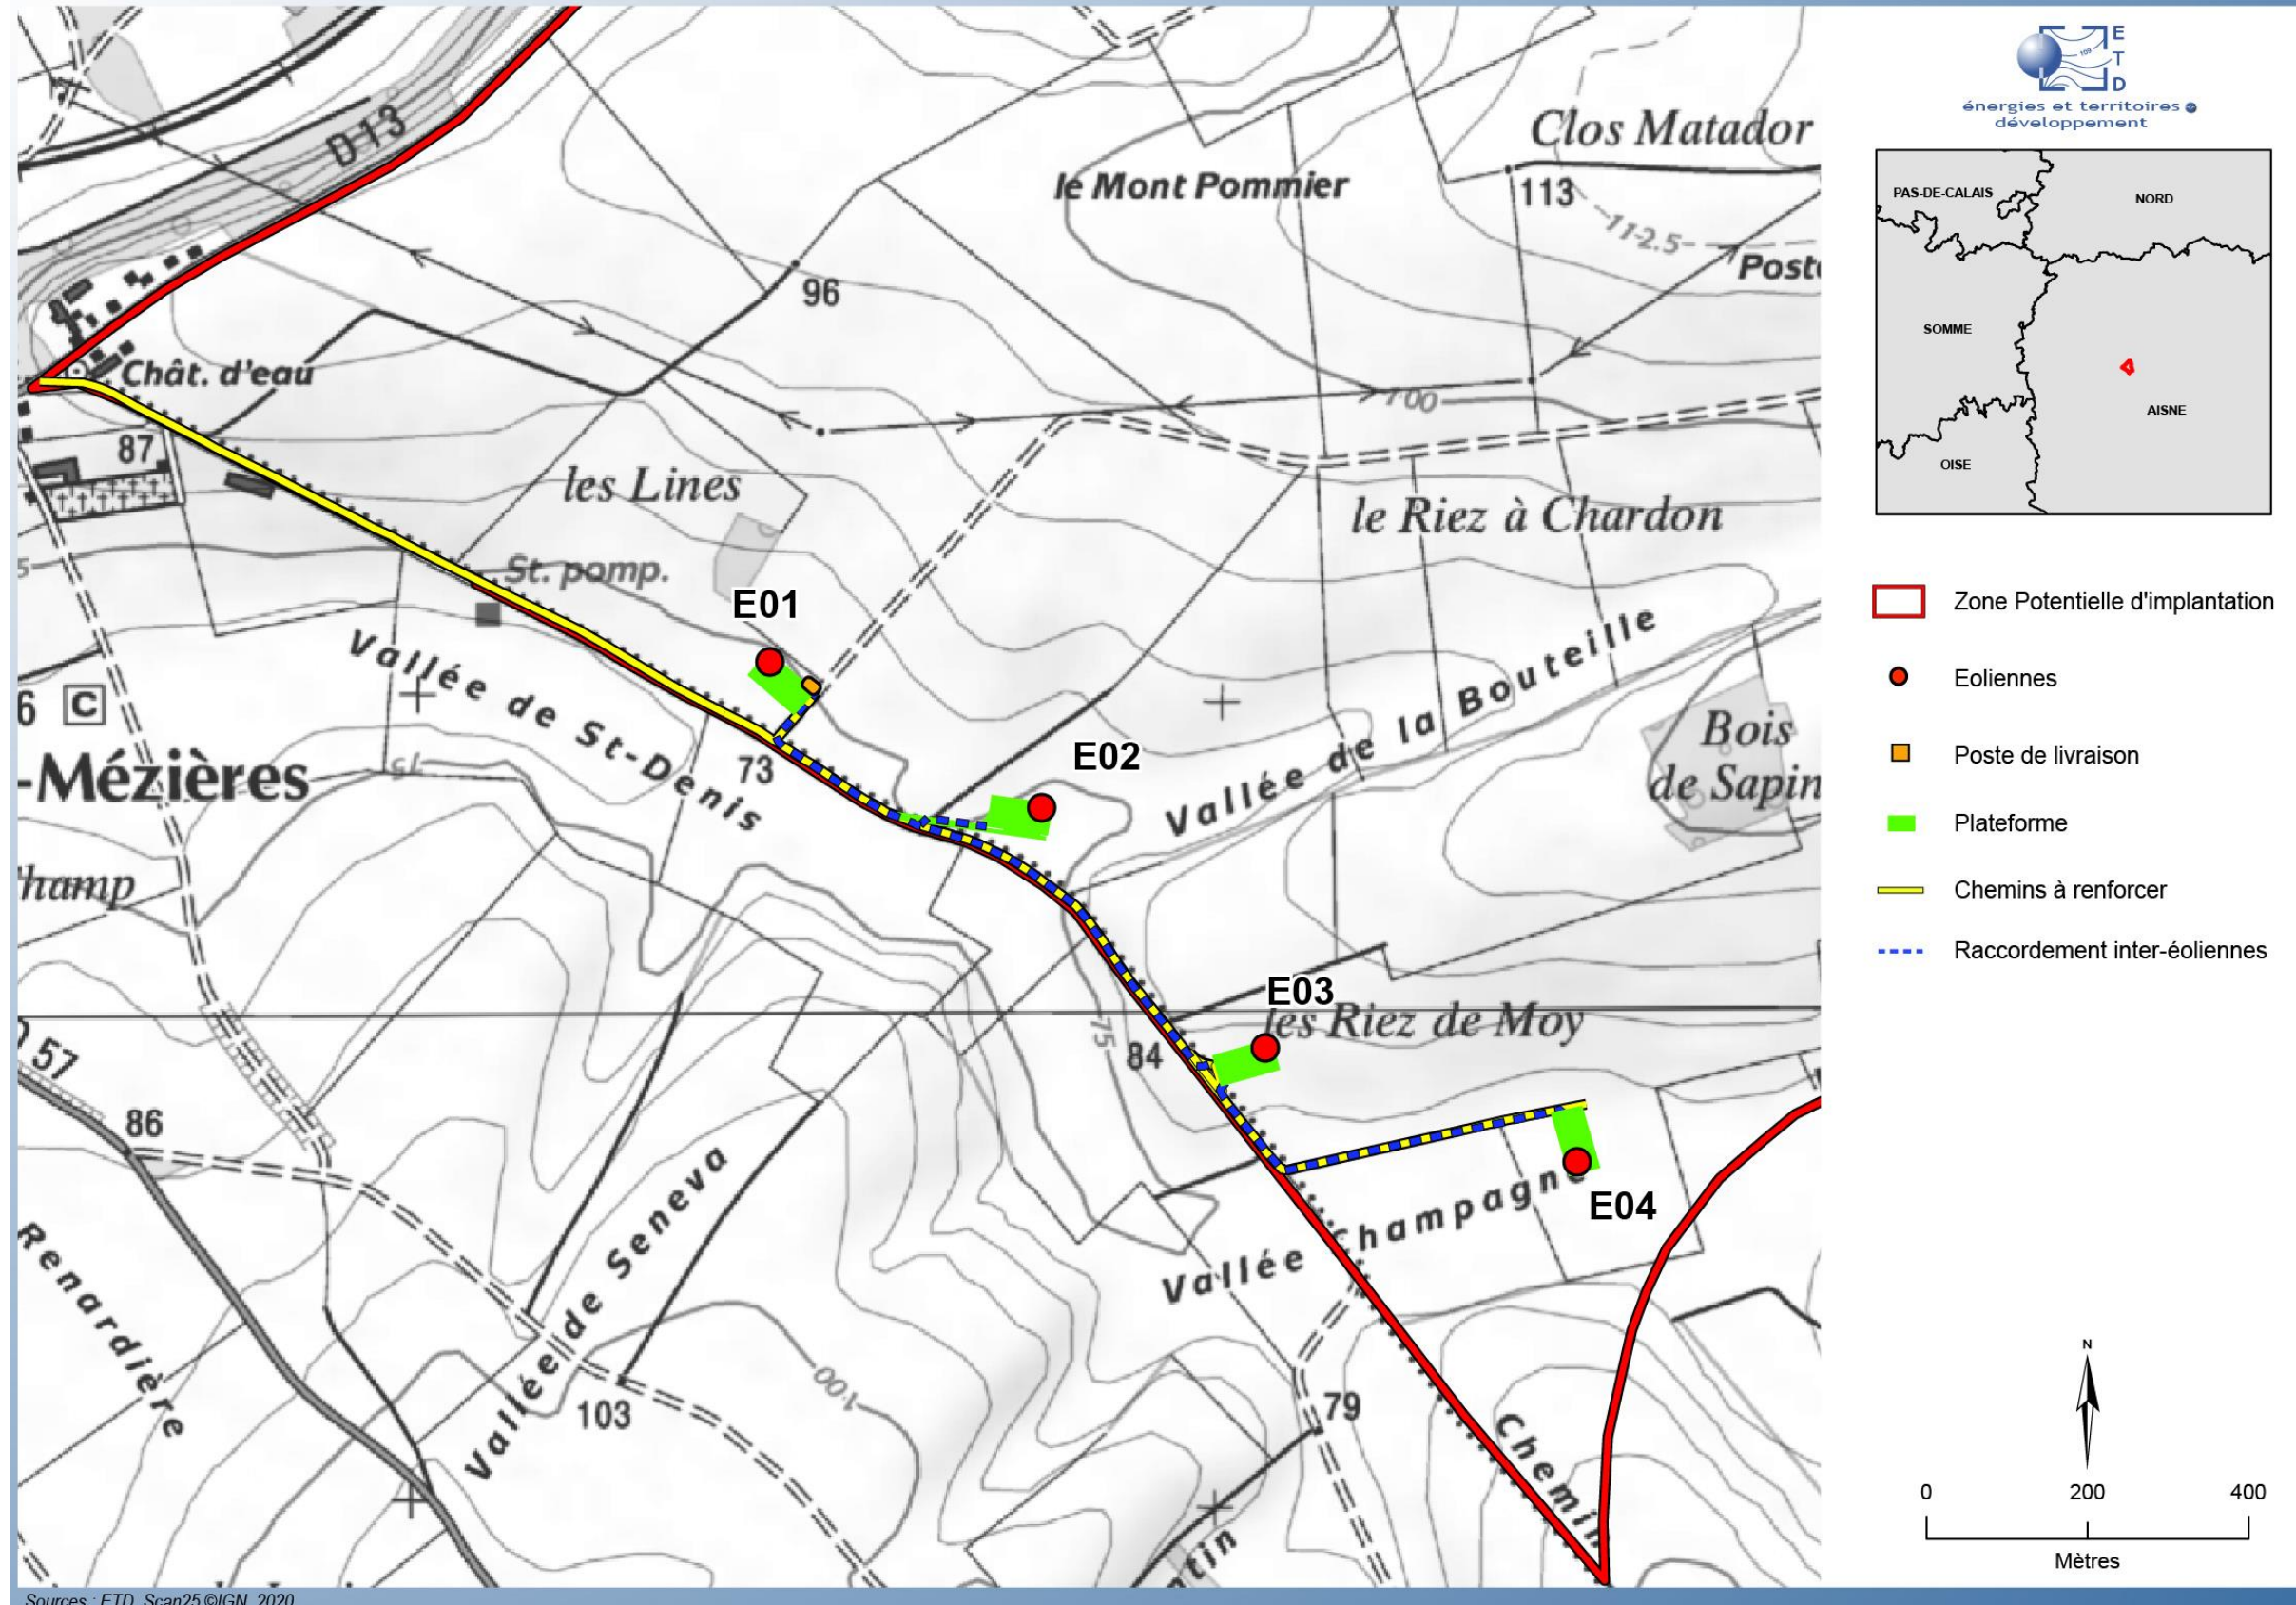 D 13
Chât. d'eau
87
les Lines
St. pomp.
96
le Mont Pommier
Clos Matador
113
112.5
100
le Riez à Chardon
E01
Vallée de St-Denis
6 C
-Mézières
75
73
E02
Vallée de la Bouteille
Bois
de Sapin
E03
les Riez de Moy
84
75
57
86
Renardière
Vallée de Seneva
103
100
Vallée Champagne
E04
79
Chemin
E
T
D
énergies et territoires
développement
PAS-DE-CALAIS
NORD
SOMME
AISNE
OISE
Zone Potentielle d'implantation
Eoliennes
Poste de livraison
Plateforme
Chemins à renforcer
Raccordement inter-éoliennes
N
0 200 400
Mètres
Sources : ETD, Scan25 ©IGN, 2020